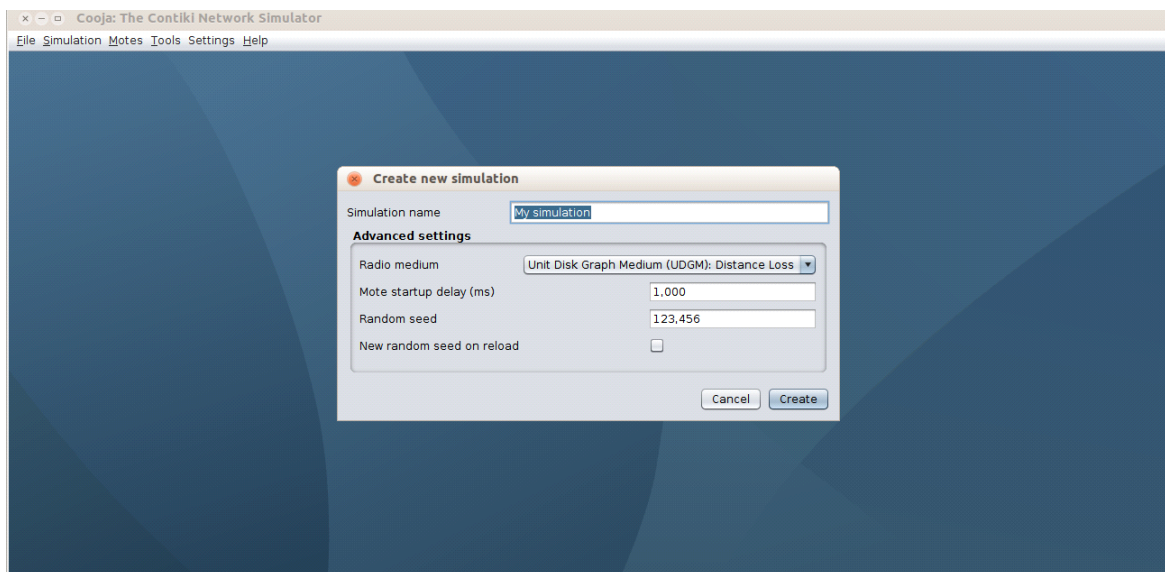 Cooja: The Contiki Network Simulator
File Simulation Motes Tools Settings Help
Create new simulation
Simulation name My simulation
Advanced settings
Radio medium Unit Disk Graph Medium (UDGM): Distance Loss
Mote startup delay (ms) 1,000
Random seed 123,456
New random seed on reload
Cancel Create